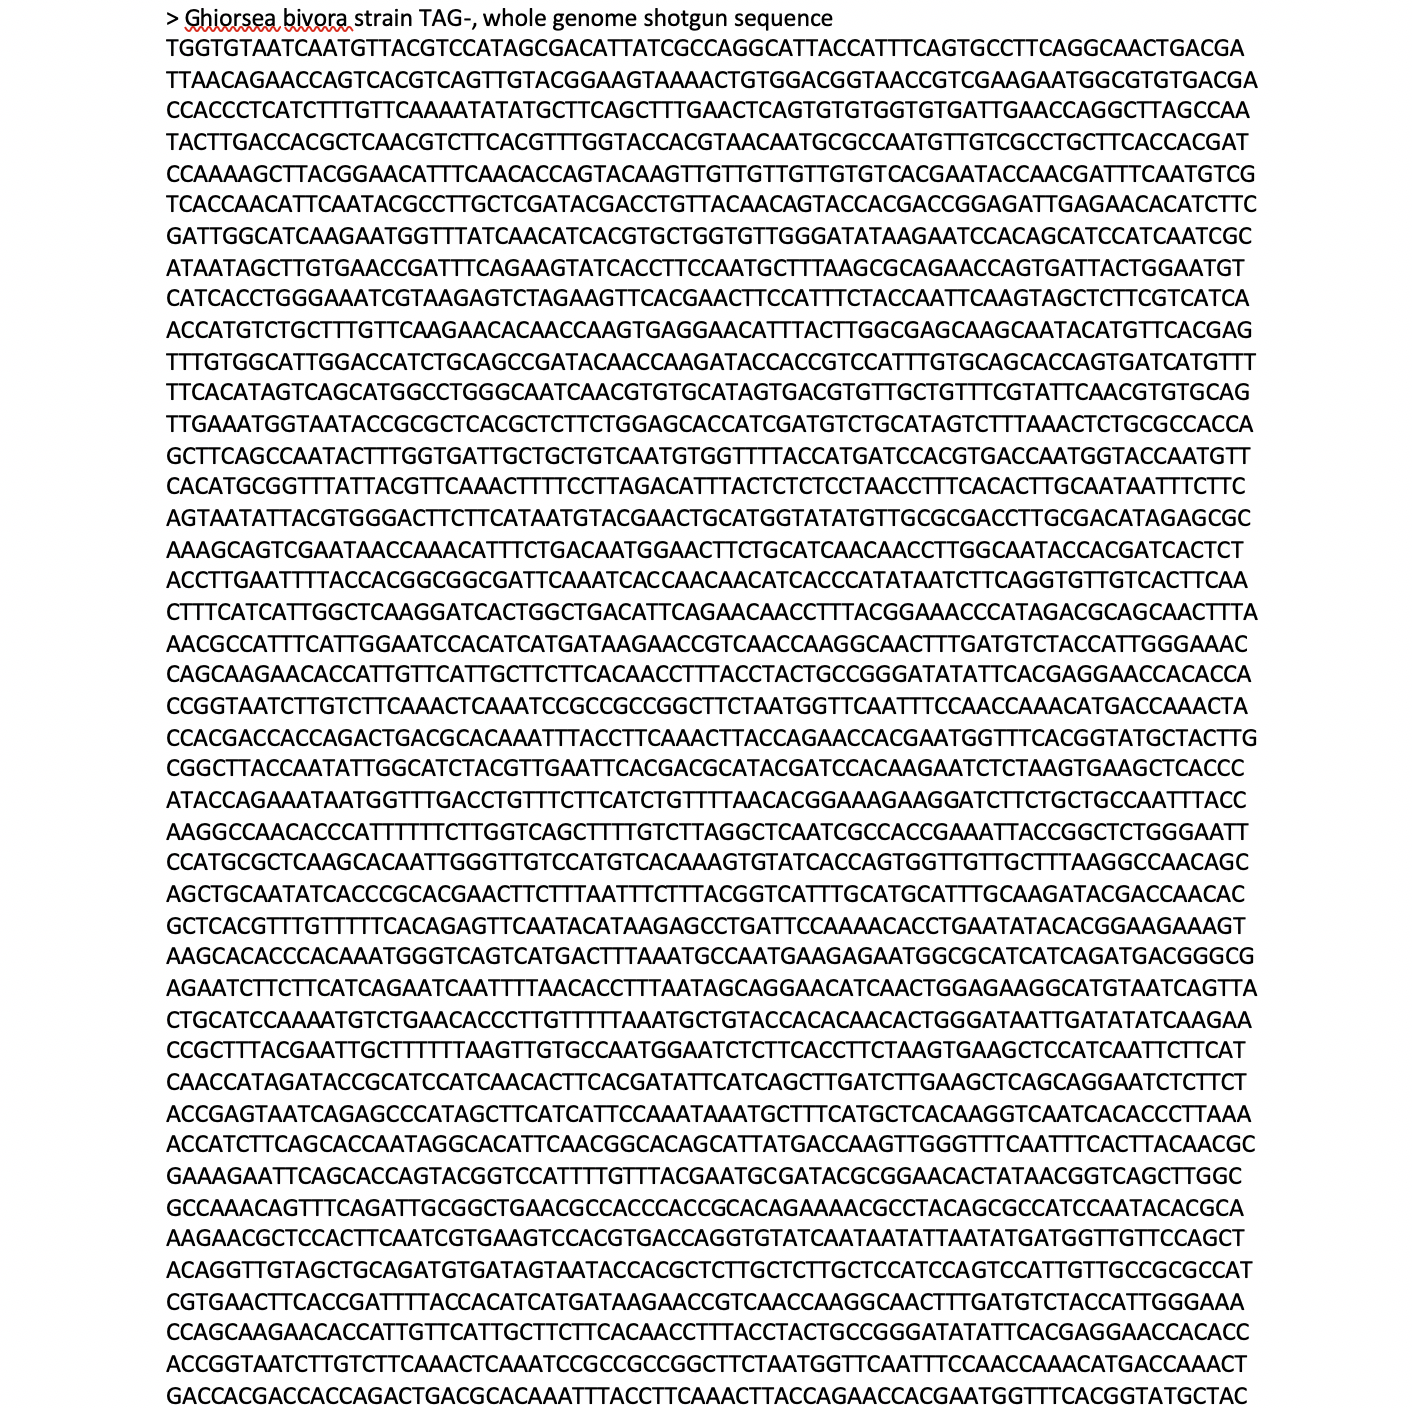 > Ghiorsea bivora strain TAG-, whole genome shotgun sequence
TGGTGTAATCAATGTTACGTCCATAGCGACATTATCGCCAGGCATTACCATTTCAGTGCCTTCAGGCAACTGACGA
TTAACAGAACCAGTCACGTCAGTTGTACGGAAGTAAAACTGTGGACGGTAACCGTCGAAGAATGGCGTGTGACGA
CCACCCTCATCTTTGTTCAAAATATATGCTTCAGCTTTGAACTCAGTGTGTGGTGTGATTGAACCAGGCTTAGCCAA
TACTTGACCACGCTCAACGTCTTCACGTTTGGTACCACGTAACAATGCGCCAATGTTGTCGCCTGCTTCACCACGAT
CCAAAAGCTTACGGAACATTTCAACACCAGTACAAGTTGTTGTTGTTGTGTCACGAATACCAACGATTTCAATGTCG
TCACCAACATTCAATACGCCTTGCTCGATACGACCTGTTACAACAGTACCACGACCGGAGATTGAGAACACATCTTC
GATTGGCATCAAGAATGGTTTATCAACATCACGTGCTGGTGTTGGGATATAAGAATCCACAGCATCCATCAATCGC
ATAATAGCTTGTGAACCGATTTCAGAAGTATCACCTTCCAATGCTTTAAGCGCAGAACCAGTGATTACTGGAATGT
CATCACCTGGGAAATCGTAAGAGTCTAGAAGTTCACGAACTTCCATTTCTACCAATTCAAGTAGCTCTTCGTCATCA
ACCATGTCTGCTTTGTTCAAGAACACAACCAAGTGAGGAACATTTACTTGGCGAGCAAGCAATACATGTTCACGAG
TTTGTGGCATTGGACCATCTGCAGCCGATACAACCAAGATACCACCGTCCATTTGTGCAGCACCAGTGATCATGTTT
TTCACATAGTCAGCATGGCCTGGGCAATCAACGTGTGCATAGTGACGTGTTGCTGTTTCGTATTCAACGTGTGCAG
TTGAAATGGTAATACCGCGCTCACGCTCTTCTGGAGCACCATCGATGTCTGCATAGTCTTTAAACTCTGCGCCACCA
GCTTCAGCCAATACTTTGGTGATTGCTGCTGTCAATGTGGTTTTACCATGATCCACGTGACCAATGGTACCAATGTT
CACATGCGGTTTATTACGTTCAAACTTTTCCTTAGACATTTACTCTCTCCTAACCTTTCACACTTGCAATAATTTCTTC
AGTAATATTACGTGGGACTTCTTCATAATGTACGAACTGCATGGTATATGTTGCGCGACCTTGCGACATAGAGCGC
AAAGCAGTCGAATAACCAAACATTTCTGACAATGGAACTTCTGCATCAACAACCTTGGCAATACCACGATCACTCT
ACCTTGAATTTTACCACGGCGGCGATTCAAATCACCAACAACATCACCCATATAATCTTCAGGTGTTGTCACTTCAA
CTTTCATCATTGGCTCAAGGATCACTGGCTGACATTCAGAACAACCTTTACGGAAACCCATAGACGCAGCAACTTTA
AACGCCATTTCATTGGAATCCACATCATGATAAGAACCGTCAACCAAGGCAACTTTGATGTCTACCATTGGGAAAC
CAGCAAGAACACCATTGTTCATTGCTTCTTCACAACCTTTACCTACTGCCGGGATATATTCACGAGGAACCACACCA
CCGGTAATCTTGTCTTCAAACTCAAATCCGCCGCCGGCTTCTAATGGTTCAATTTCCAACCAAACATGACCAAACTA
CCACGACCACCAGACTGACGCACAAATTTACCTTCAAACTTACCAGAACCACGAATGGTTTCACGGTATGCTACTTG
CGGCTTACCAATATTGGCATCTACGTTGAATTCACGACGCATACGATCCACAAGAATCTCTAAGTGAAGCTCACCC
ATACCAGAAATAATGGTTTGACCTGTTTCTTCATCTGTTTTAACACGGAAAGAAGGATCTTCTGCTGCCAATTTACC
AAGGCCAACACCCATTTTTTCTTGGTCAGCTTTTGTCTTAGGCTCAATCGCCACCGAAATTACCGGCTCTGGGAATT
CCATGCGCTCAAGCACAATTGGGTTGTCCATGTCACAAAGTGTATCACCAGTGGTTGTTGCTTTAAGGCCAACAGC
AGCTGCAATATCACCCGCACGAACTTCTTTAATTTCTTTACGGTCATTTGCATGCATTTGCAAGATACGACCAACAC
GCTCACGTTTGTTTTTCACAGAGTTCAATACATAAGAGCCTGATTCCAAAACACCTGAATATACACGGAAGAAAGT
AAGCACACCCACAAATGGGTCAGTCATGACTTTAAATGCCAATGAAGAGAATGGCGCATCATCAGATGACGGGCG
AGAATCTTCTTCATCAGAATCAATTTTAACACCTTTAATAGCAGGAACATCAACTGGAGAAGGCATGTAATCAGTTA
CTGCATCCAAAATGTCTGAACACCCTTGTTTTTAAATGCTGTACCACACAACACTGGGATAATTGATATATCAAGAA
CCGCTTTACGAATTGCTTTTTTAAGTTGTGCCAATGGAATCTCTTCACCTTCTAAGTGAAGCTCCATCAATTCTTCAT
CAACCATAGATACCGCATCCATCAACACTTCACGATATTCATCAGCTTGATCTTGAAGCTCAGCAGGAATCTCTTCT
ACCGAGTAATCAGAGCCCATAGCTTCATCATTCCAAATAAATGCTTTCATGCTCACAAGGTCAATCACACCCTTAAA
ACCATCTTCAGCACCAATAGGCACATTCAACGGCACAGCATTATGACCAAGTTGGGTTTCAATTTCACTTACAACGC
GAAAGAATTCAGCACCAGTACGGTCCATTTTGTTTACGAATGCGATACGCGGAACACTATAACGGTCAGCTTGGC
GCCAAACAGTTTCAGATTGCGGCTGAACGCCACCCACCGCACAGAAAACGCCTACAGCGCCATCCAATACACGCA
AAGAACGCTCCACTTCAATCGTGAAGTCCACGTGACCAGGTGTATCAATAATATTAATATGATGGTTGTTCCAGCT
ACAGGTTGTAGCTGCAGATGTGATAGTAATACCACGCTCTTGCTCTTGCTCCATCCAGTCCATTGTTGCCGCGCCAT
CGTGAACTTCACCGATTTTACCACATCATGATAAGAACCGTCAACCAAGGCAACTTTGATGTCTACCATTGGGAAA
CCAGCAAGAACACCATTGTTCATTGCTTCTTCACAACCTTTACCTACTGCCGGGATATATTCACGAGGAACCACACC
ACCGGTAATCTTGTCTTCAAACTCAAATCCGCCGCCGGCTTCTAATGGTTCAATTTCCAACCAAACATGACCAAACT
GACCACGACCACCAGACTGACGCACAAATTTACCTTCAAACTTACCAGAACCACGAATGGTTTCACGGTATGCTAC